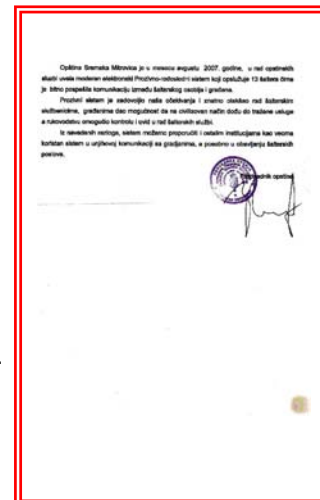 Opština Sremska Mitrovica je u mesecu avgustu 2007. godine, u rad opštinskih
službi uvela moderan elektronski Prozivno-redosledni sistem koji opslužuje 13 šaltera čime
je bitno pospešila komunikaciju između šalterskog osoblja i građana.
Prozivni sistem je zadovoljio naša očekivanja i znatno olakšao rad šalterskim
službenicima, građanima dao mogućnost da na civilizovan način dođu do tražene usluge
a rukovodstvu omogućio kontrolu i uvid u rad šalterskih službi.
Iz navedenih razloga, sistem možemo preporučiti i ostalim institucijama kao veoma
koristan sistem u njihovoj komunikaciji sa građanima, a posebno u obavljanju šalterskih
poslova.
opštine